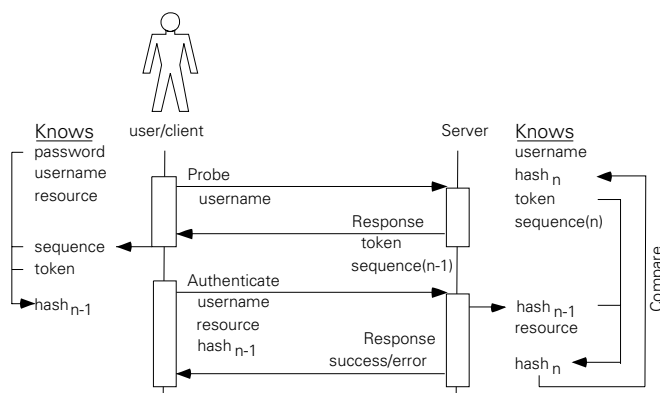 Knows
password
username
resource
sequence
token
hash n-1
user/client
Probe
username
Response
token
sequence(n-1)
Authenticate
username
resource
hash n-1
Response
success/error
Server
Knows
username
hash n
token
sequence(n)
hash n-1
resource
hash n
Compare